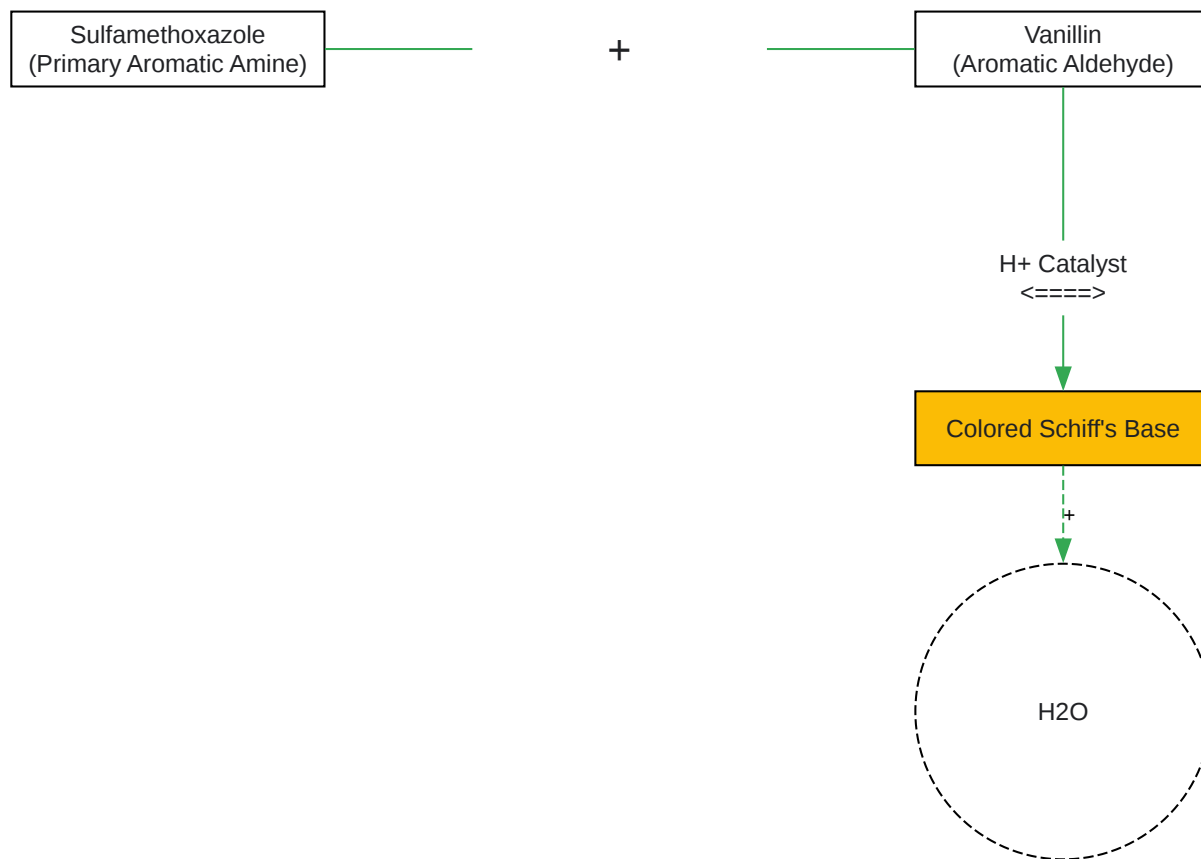 Sulfamethoxazole
(Primary Aromatic Amine)
+
Vanillin
(Aromatic Aldehyde)
H+ Catalyst
<====>
Colored Schiff's Base
+
H2O